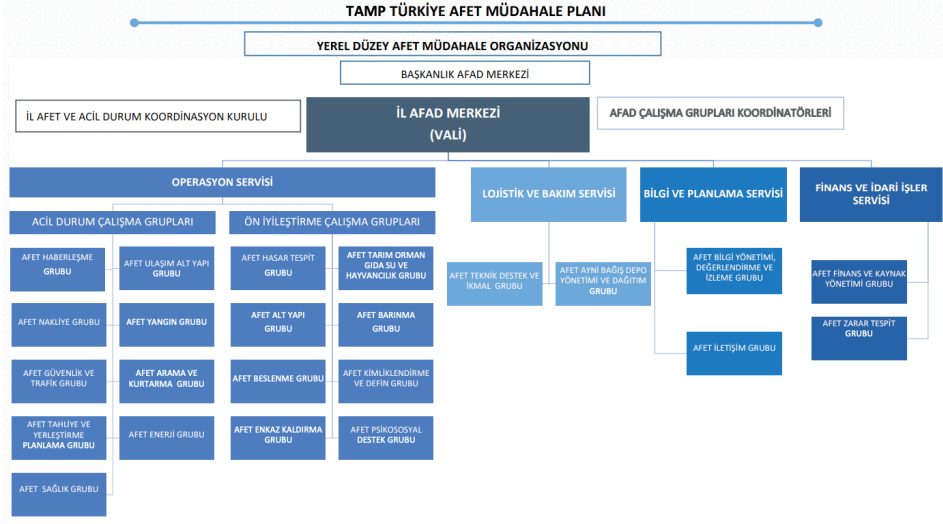 TAMP TÜRKİYE AFET MÜDAHALE PLANI
YEREL DÜZEY AFET MÜDAHALE ORGANİZASYONU
BAŞKANLIK AFAD MERKEZİ
İL AFET VE ACİL DURUM KOORDİNASYON KURULU
İL AFAD MERKEZİ
(VALİ)
AFAD ÇALIŞMA GRUPLARI KOORDİNATÖRLERİ
OPERASYON SERVİSİ
ACİL DURUM ÇALIŞMA GRUPLARI
AFET HABERLEŞME
GRUBU
AFET ULAŞIM ALT YAPI
GRUBU
AFET NAKLİYE GRUBU
AFET YANGIN GRUBU
AFET GÜVENLİK VE
TRAFİK GRUBU
AFET ARAMA VE
KURTARMA GRUBU
AFET TAHLİYE VE
YERLEŞTİRME
PLANLAMA GRUBU
AFET ENERJİ GRUBU
AFET SAĞLIK GRUBU
ÖN İYİLEŞTİRME ÇALIŞMA GRUPLARI
AFET HASAR TESPİT
GRUBU
AFET TARIM ORMAN
GIDA SU VE
HAYVANCILIK GRUBU
AFET ALT YAPI
GRUBU
AFET BARINMA
GRUBU
AFET BESLENME GRUBU
AFET KİMLİKLENDİRME
VE DEFİN GRUBU
AFET ENKAZ KALDIRMA
GRUBU
AFET PSİKOSOSYAL
DESTEK GRUBU
LOJİSTİK VE BAKIM SERVİSİ
AFET TEKNİK DESTEK VE
İKMAL GRUBU
AFET AYNİ BAĞIŞ DEPO
YÖNETİMİ VE DAĞITIM
GRUBU
BİLGİ VE PLANLAMA SERVİSİ
AFET BİLGİ YÖNETİMİ,
DEĞERLENDİRME VE
İZLEME GRUBU
AFET İLETİŞİM GRUBU
FİNANS VE İDARİ İŞLER
SERVİSİ
AFET FİNANS VE KAYNAK
YÖNETİMİ GRUBU
AFET ZARAR TESPİT
GRUBU